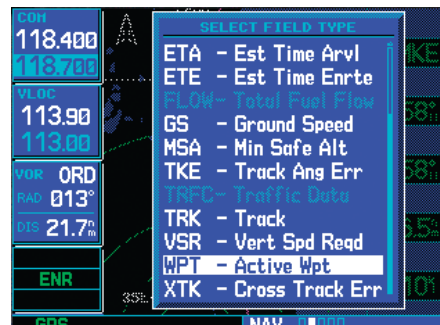 COM
118.400
118.700
VLOC
113.90
113.00
VOR ORD
RAD 013°
DIS 21.7nm
ENR
GPS
SELECT FIELD TYPE
ETA - Est Time Arvl
ETE - Est Time Enrte
FLOW- Total Fuel Flow
GS - Ground Speed
MSA - Min Safe Alt
TKE - Track Ang Err
TRFC- Traffic Data
TRK - Track
VSR - Vert Spd Reqd
WPT - Active Wpt
XTK - Cross Track Err
NAV